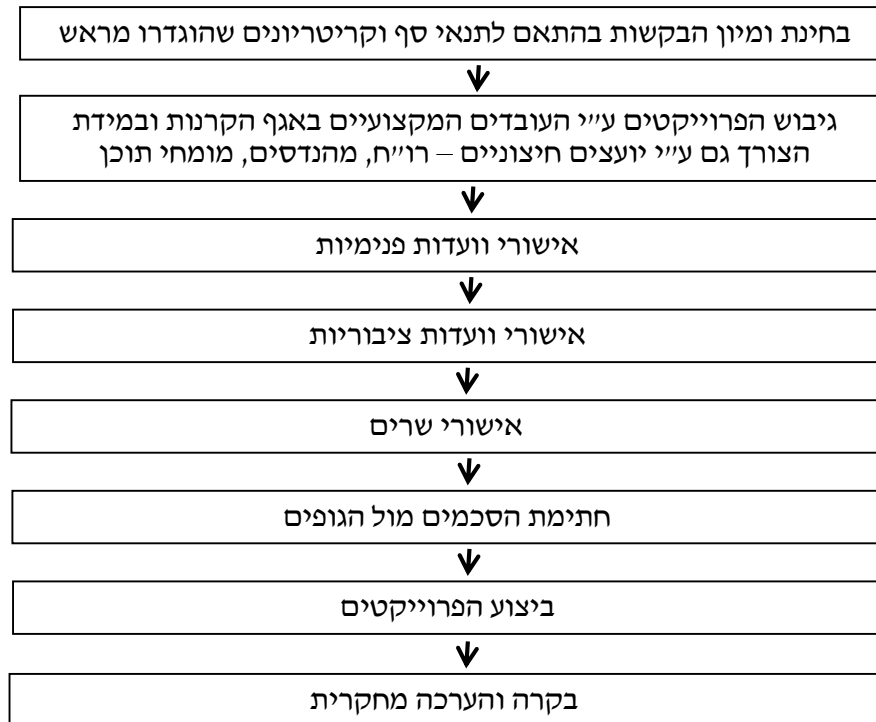 בחינת ומיון הבקשות בהתאם לתנאי סף וקריטריונים שהוגדרו מראש
גיבוש הפרוייקטים ע״י העובדים המקצועיים באגף הקרנות ובמידת
הצורך גם ע״י יועצים חיצוניים – רו״ח, מהנדסים, מומחי תוכן
אישורי וועדות פנימיות
אישורי וועדות ציבוריות
אישורי שרים
חתימת הסכמים מול הגופים
ביצוע הפרוייקטים
בקרה והערכה מחקרית